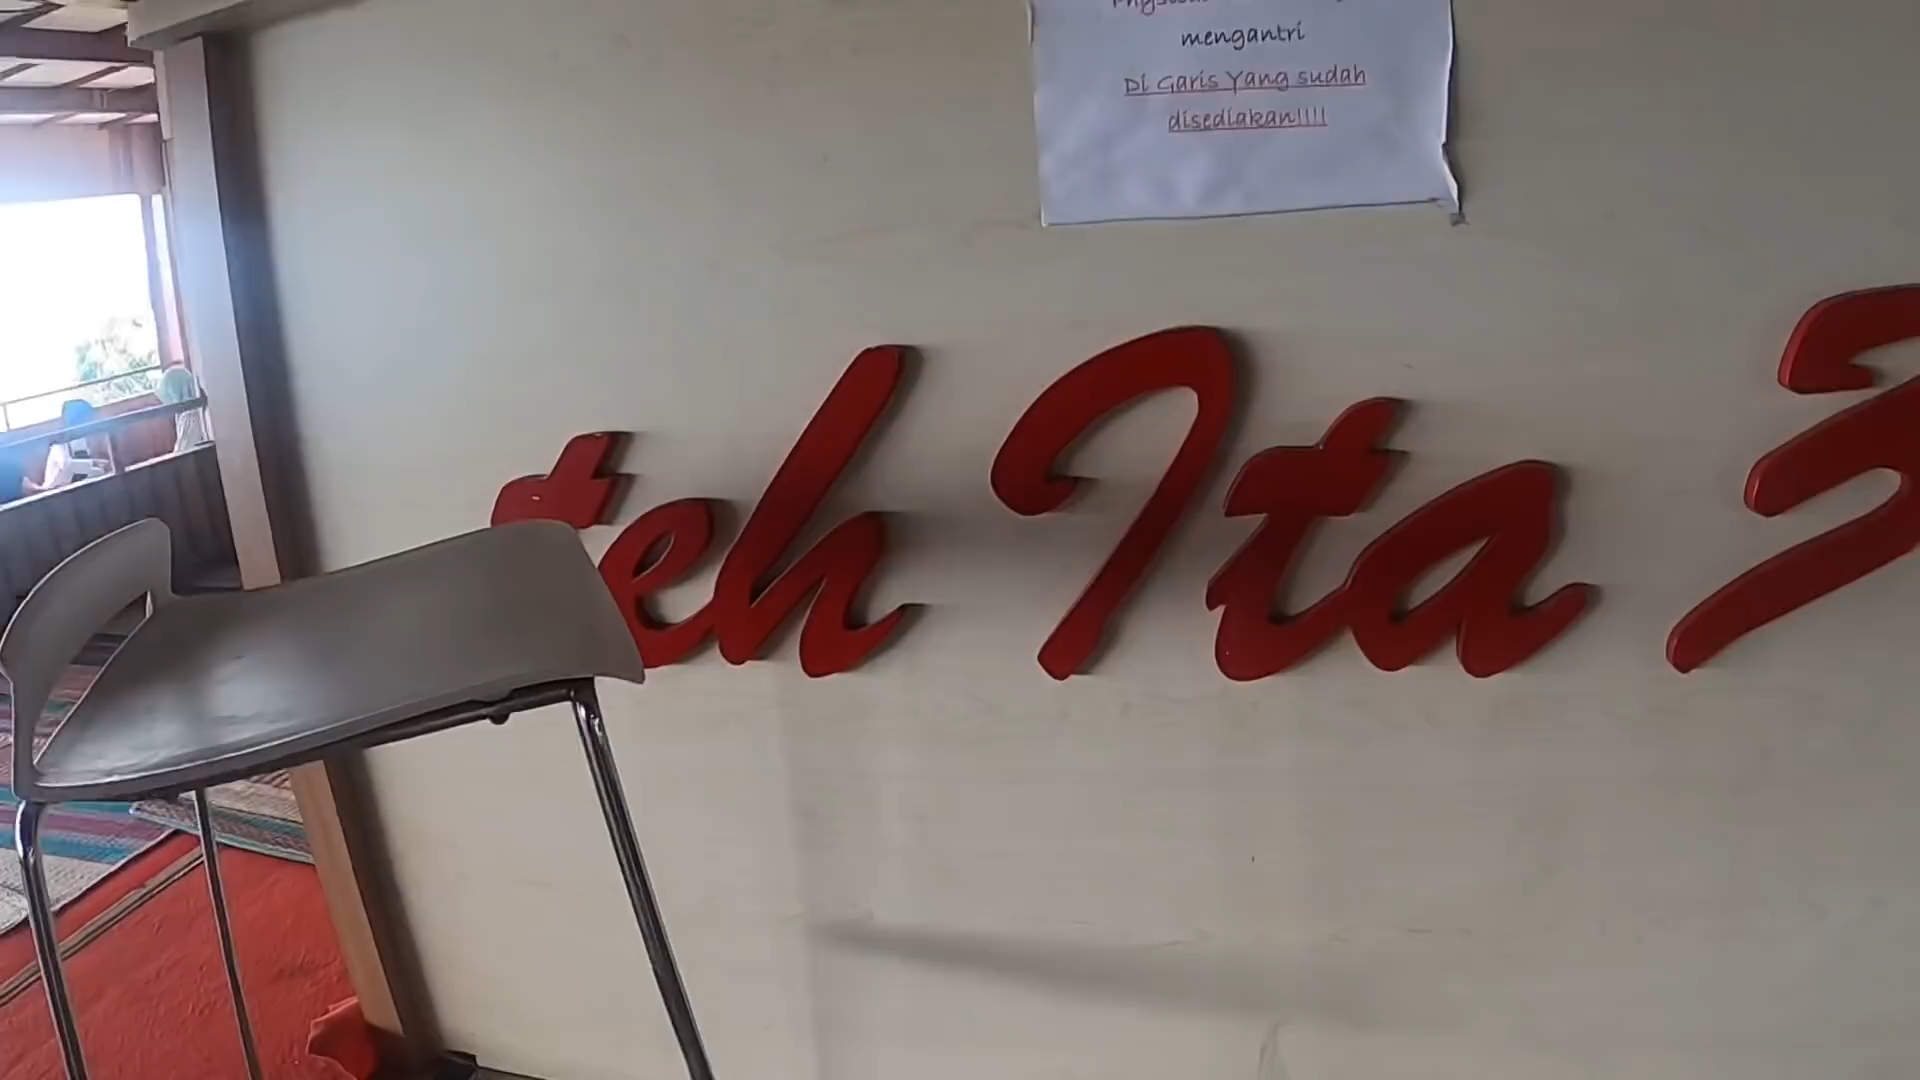 mengantri
Di Garis Yang sudah
disediakan!!!!
teh Ita